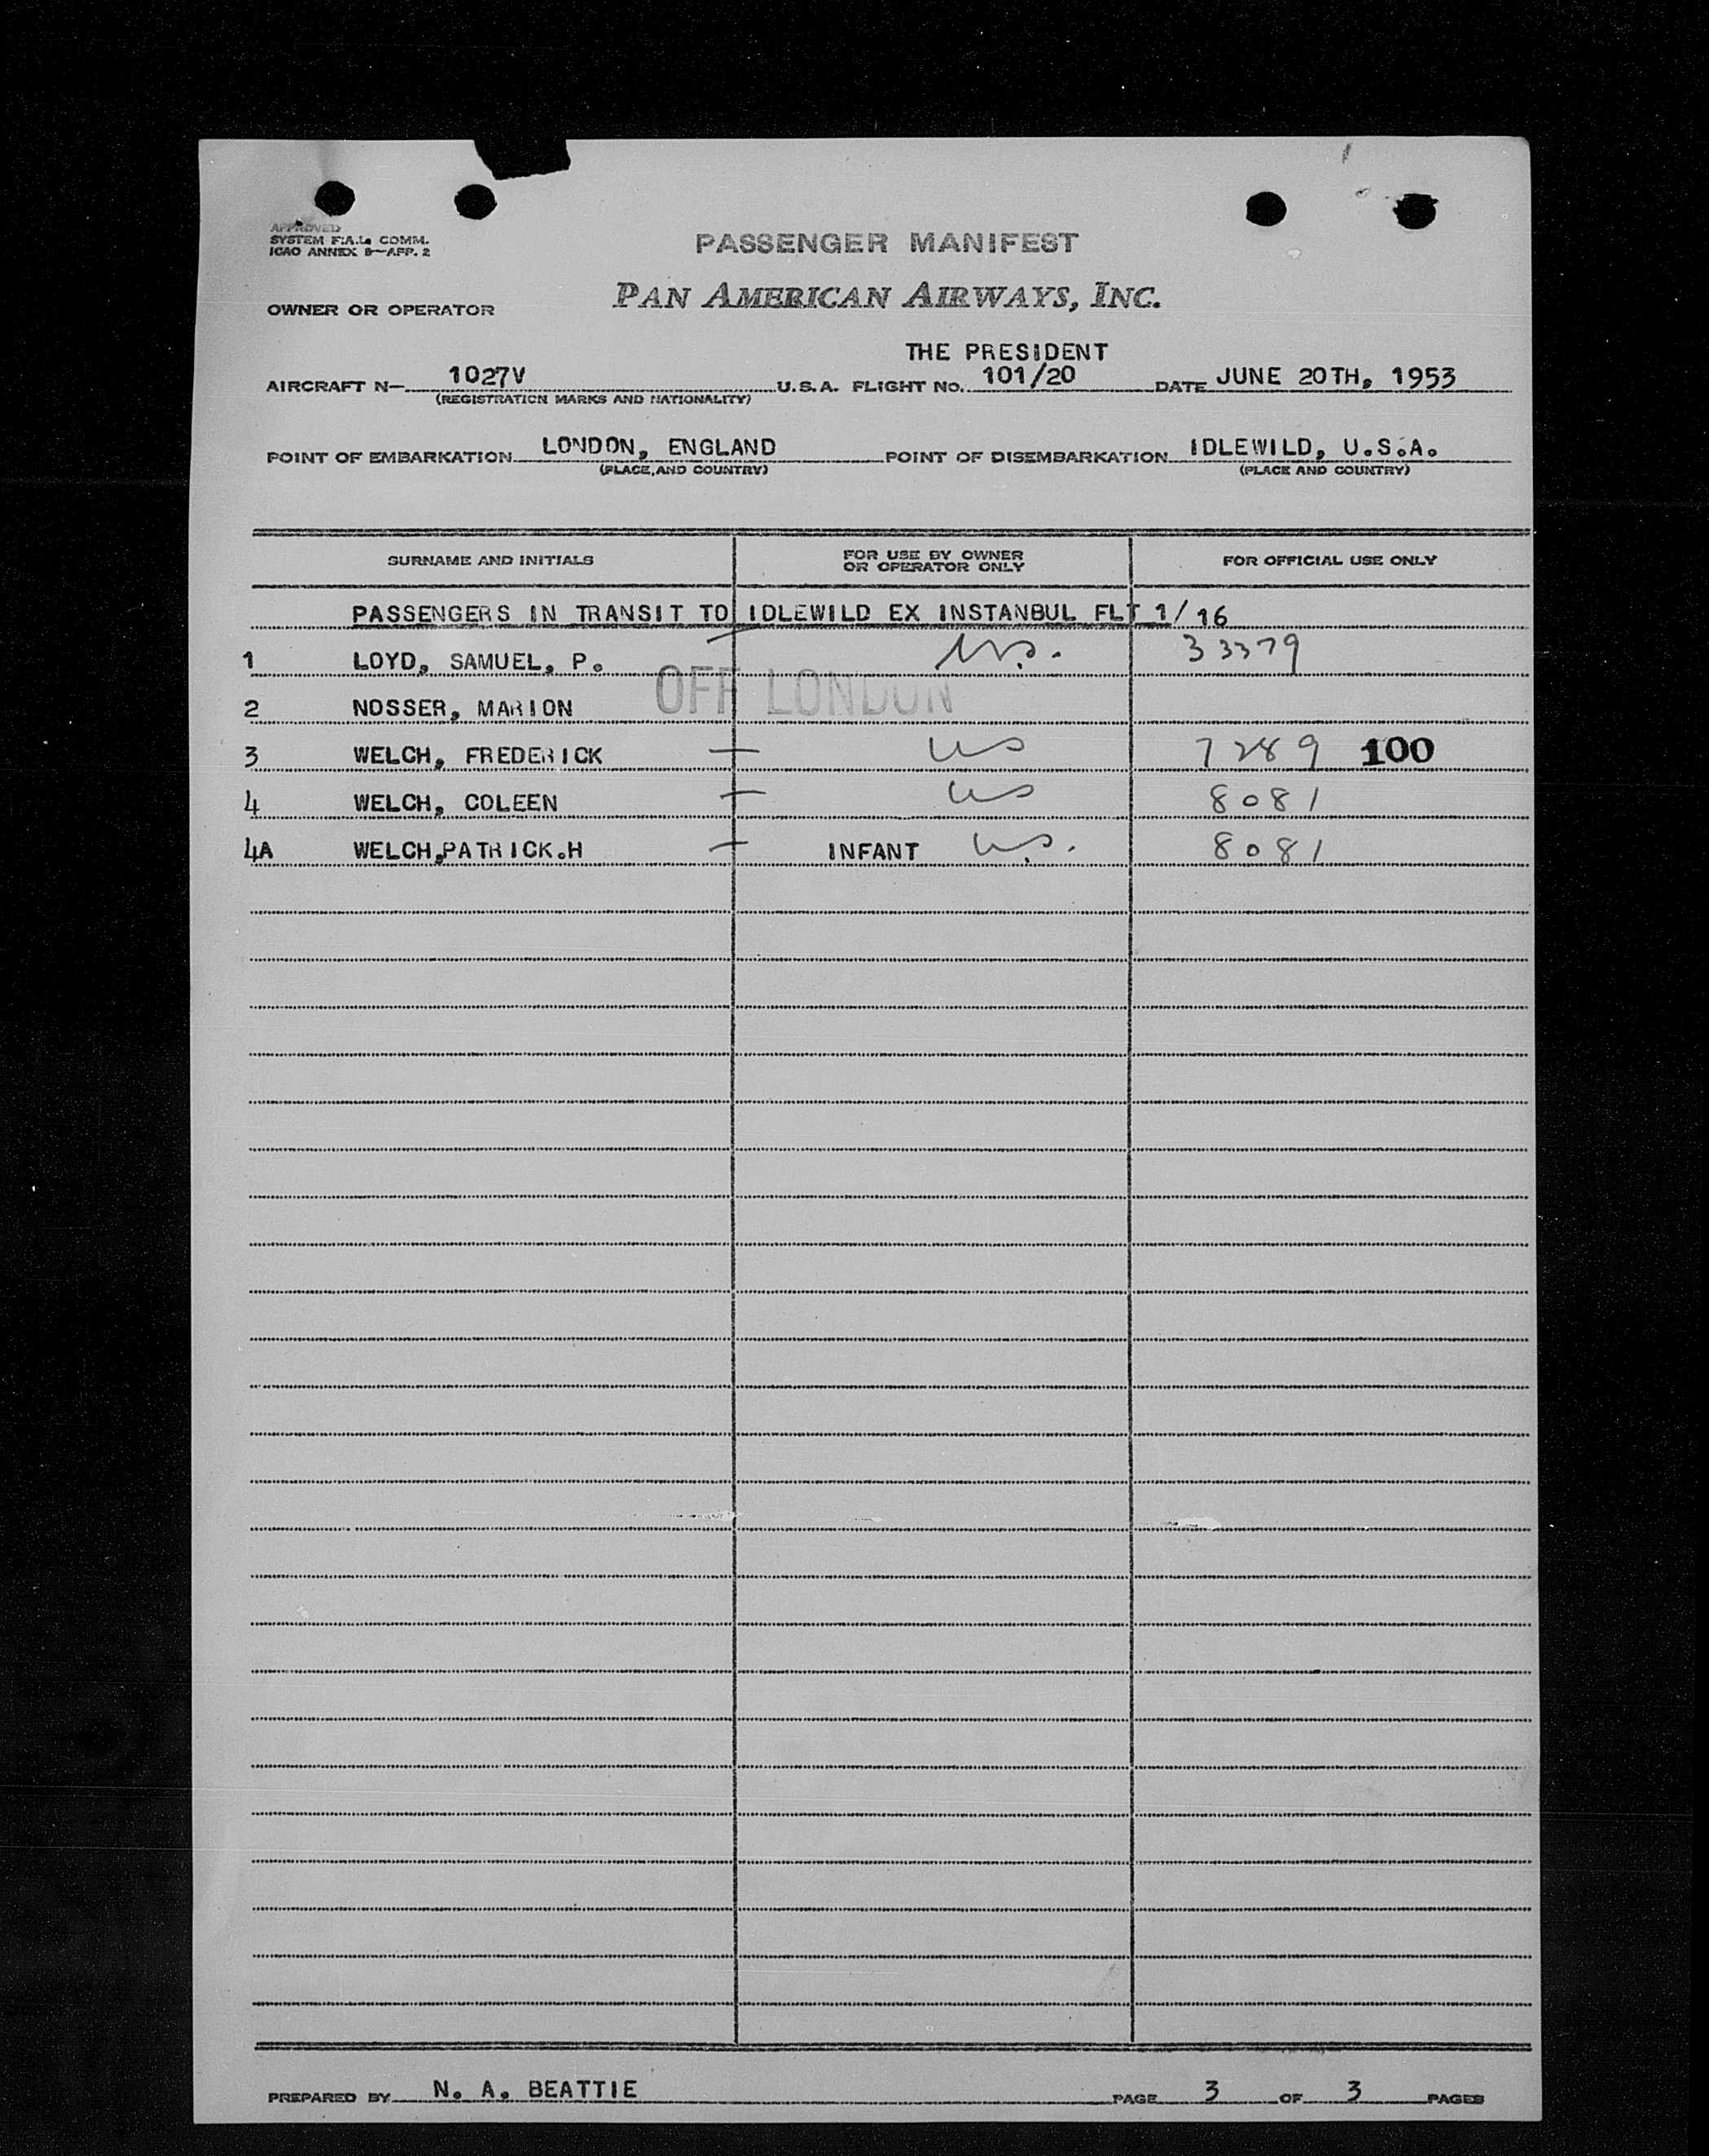 APPROVED
SYSTEM F.A.L. COMM.
ICAO ANNEX 9—APP. 2
PASSENGER MANIFEST
OWNER OR OPERATOR PAN AMERICAN AIRWAYS, INC.
THE PRESIDENT
AIRCRAFT N— 1027V U.S.A. FLIGHT No. 101/20 DATE JUNE 20TH, 1953
(REGISTRATION MARKS AND NATIONALITY)
POINT OF EMBARKATION LONDON, ENGLAND POINT OF DISEMBARKATION IDLEWILD, U.S.A.
(PLACE AND COUNTRY) (PLACE AND COUNTRY)
SURNAME AND INITIALS FOR USE BY OWNER OR OPERATOR ONLY FOR OFFICIAL USE ONLY
PASSENGERS IN TRANSIT TO IDLEWILD EX INSTANBUL FLT 1/16
1 LOYD, SAMUEL, P. U.S. 33379
OFF LONDON
2 NOSSER, MARION
3 WELCH, FREDERICK — US 7289 100
4 WELCH, COLEEN — US 8081
4A WELCH,PATRICK.H — INFANT U.S. 8081
PREPARED BY N. A. BEATTIE PAGE 3 OF 3 PAGES